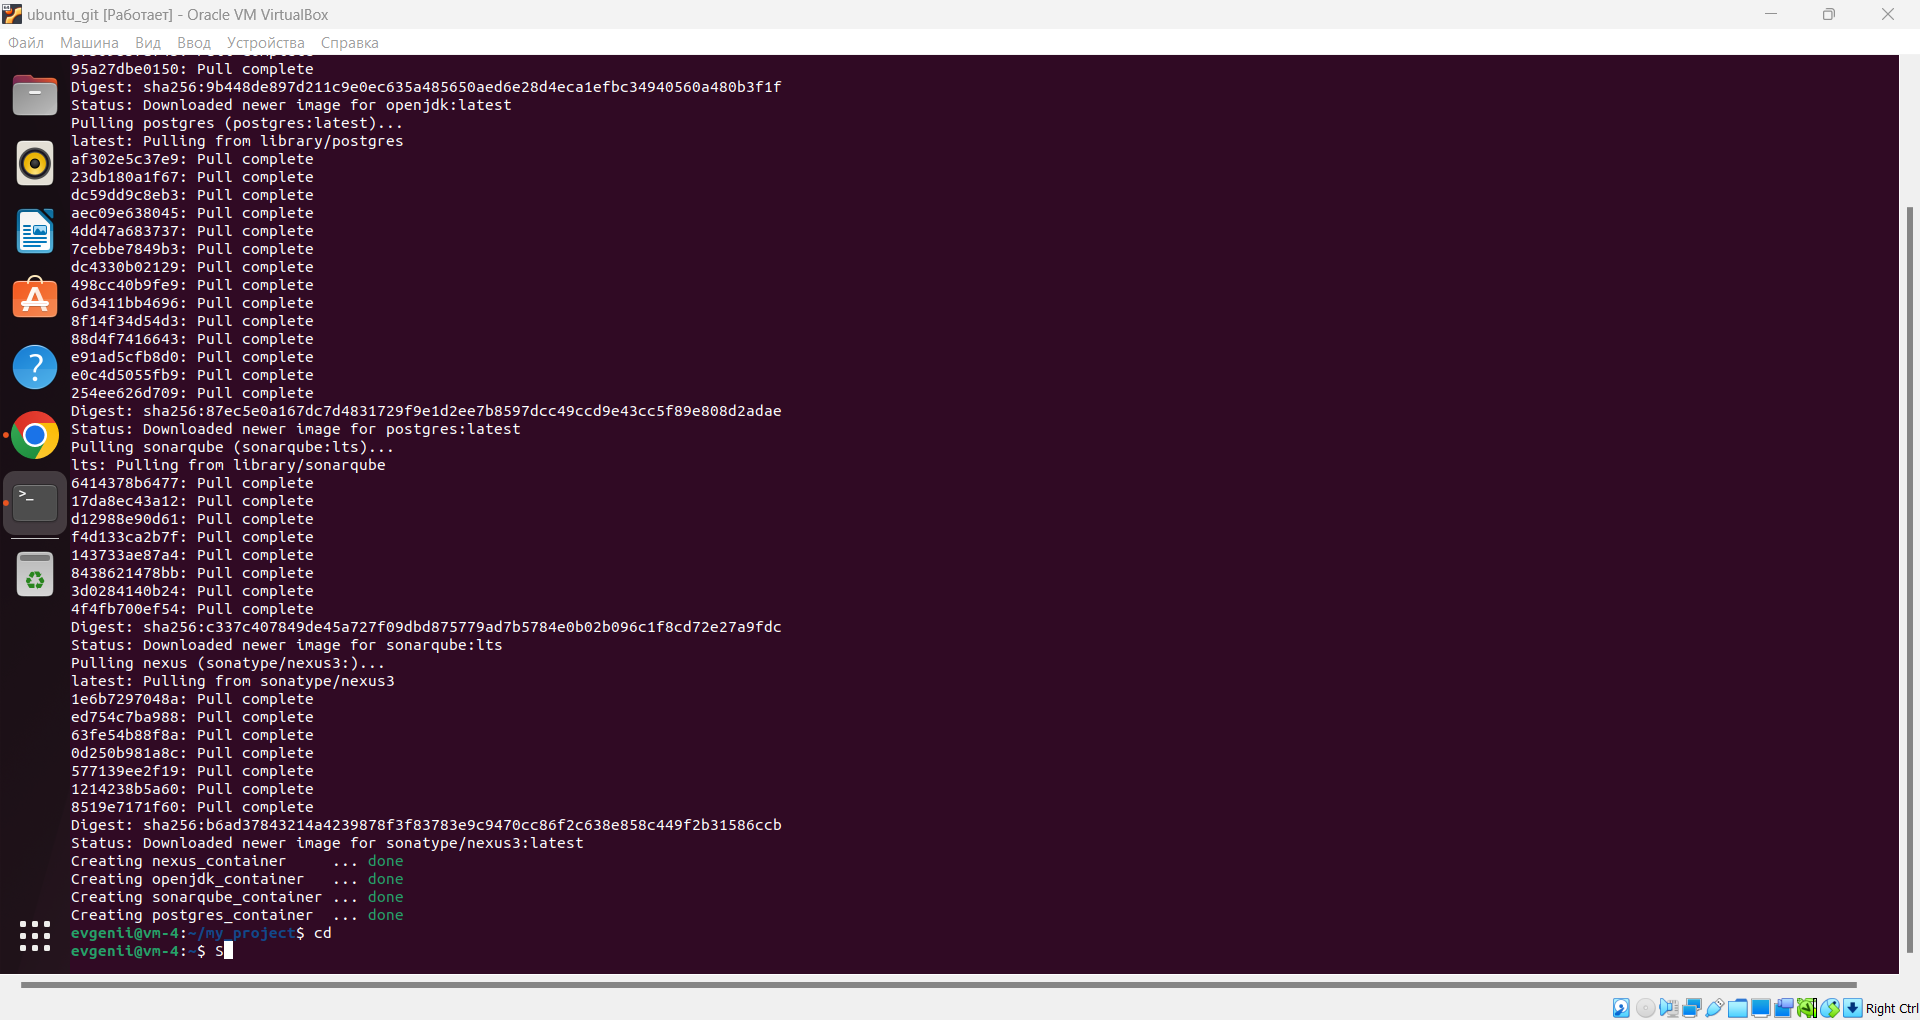 ubuntu_git [Работает] - Oracle VM VirtualBox
Файл Машина Вид Ввод Устройства Справка
95a27dbe0150: Pull complete
Digest: sha256:9b448de897d211c9e0ec635a485650aed6e28d4eca1efbc34940560a480b3f1f
Status: Downloaded newer image for openjdk:latest
Pulling postgres (postgres:latest)...
latest: Pulling from library/postgres
af302e5c37e9: Pull complete
23db180a1f67: Pull complete
dc59dd9c8eb3: Pull complete
aec09e638045: Pull complete
4dd47a683737: Pull complete
7cebbe7849b3: Pull complete
dc4330b02129: Pull complete
498cc40b9fe9: Pull complete
6d3411bb4696: Pull complete
8f14f34d54d3: Pull complete
88d4f7416643: Pull complete
e91ad5cfb8d0: Pull complete
e0c4d5055fb9: Pull complete
254ee626d709: Pull complete
Digest: sha256:87ec5e0a167dc7d4831729f9e1d2ee7b8597dcc49ccd9e43cc5f89e808d2adae
Status: Downloaded newer image for postgres:latest
Pulling sonarqube (sonarqube:lts)...
lts: Pulling from library/sonarqube
6414378b6477: Pull complete
17da8ec43a12: Pull complete
d12988e90d61: Pull complete
f4d133ca2b7f: Pull complete
143733ae87a4: Pull complete
8438621478bb: Pull complete
3d0284140b24: Pull complete
4f4fb700ef54: Pull complete
Digest: sha256:c337c407849de45a727f09dbd875779ad7b5784e0b02b096c1f8cd72e27a9fdc
Status: Downloaded newer image for sonarqube:lts
Pulling nexus (sonatype/nexus3:)...
latest: Pulling from sonatype/nexus3
1e6b7297048a: Pull complete
ed754c7ba988: Pull complete
63fe54b88f8a: Pull complete
0d250b981a8c: Pull complete
577139ee2f19: Pull complete
1214238b5a60: Pull complete
8519e7171f60: Pull complete
Digest: sha256:b6ad37843214a4239878f3f83783e9c9470cc86f2c638e858c449f2b31586ccb
Status: Downloaded newer image for sonatype/nexus3:latest
Creating nexus_container ... done
Creating openjdk_container ... done
Creating sonarqube_container ... done
Creating postgres_container ... done
evgenii@vm-4:~/my_project$ cd
evgenii@vm-4:~$ S
Right Ctrl